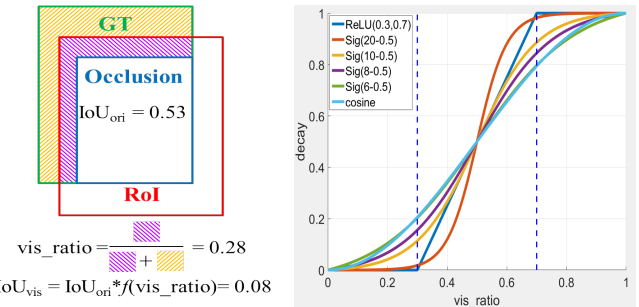 GT
Occlusion
IoU_ori = 0.53
RoI
vis_ratio = / + = 0.28
IoU_vis = IoU_ori*f(vis_ratio)= 0.08
ReLU(0.3,0.7)
Sig(20-0.5)
Sig(10-0.5)
Sig(8-0.5)
Sig(6-0.5)
cosine
decay
1
0.8
0.6
0.4
0.2
0
0 0.2 0.4 0.6 0.8 1
vis ratio